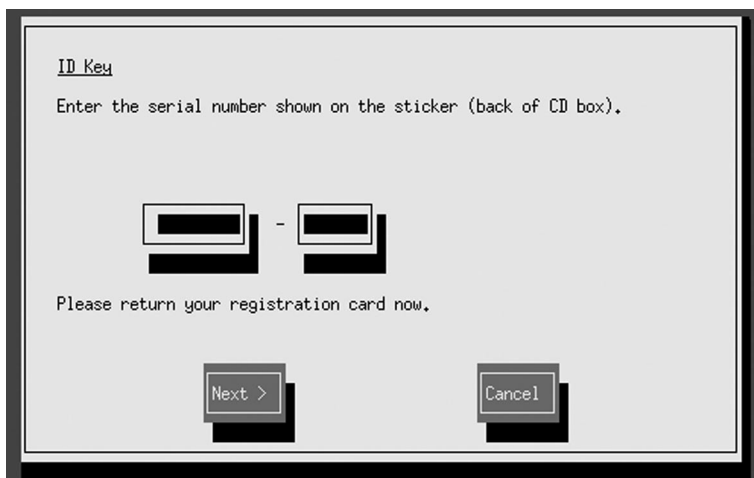 ID Key
Enter the serial number shown on the sticker (back of CD box).
-
Please return your registration card now.
Next >
Cancel